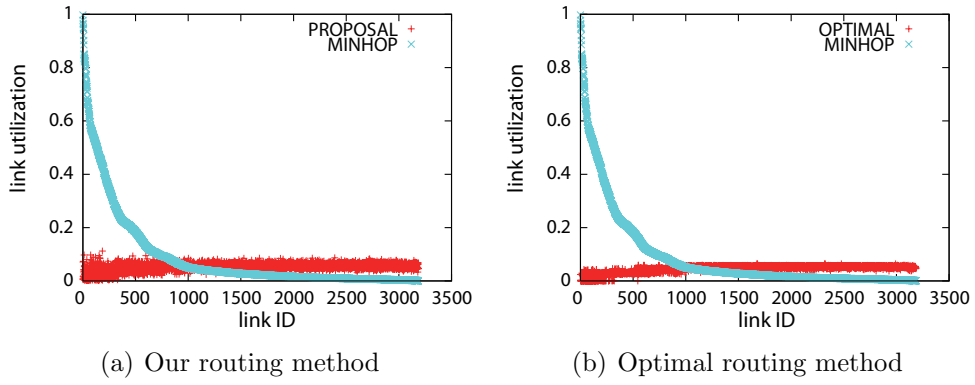 PROPOSAL
MINHOP
1
0.8
0.6
0.4
0.2
0
link utilization
0 500 1000 1500 2000 2500 3000 3500
link ID
(a) Our routing method
OPTIMAL
MINHOP
1
0.8
0.6
0.4
0.2
0
link utilization
0 500 1000 1500 2000 2500 3000 3500
link ID
(b) Optimal routing method